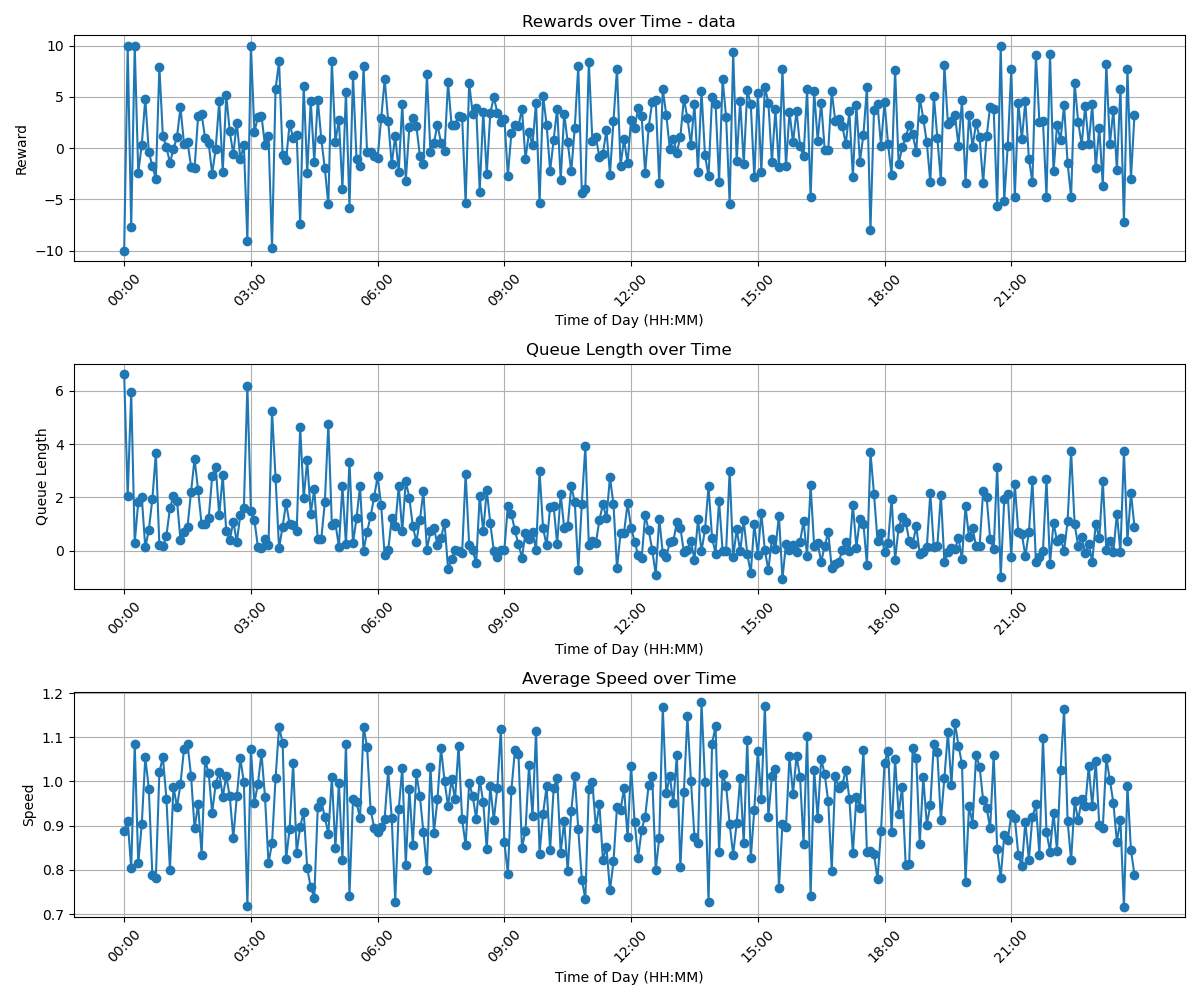 Rewards over Time - data
10
5
0
−5
−10
Reward
00:00 03:00 06:00 09:00 12:00 15:00 18:00 21:00
Time of Day (HH:MM)
Queue Length over Time
6
4
2
0
Queue Length
00:00 03:00 06:00 09:00 12:00 15:00 18:00 21:00
Time of Day (HH:MM)
Average Speed over Time
1.2
1.1
1.0
0.9
0.8
0.7
Speed
00:00 03:00 06:00 09:00 12:00 15:00 18:00 21:00
Time of Day (HH:MM)